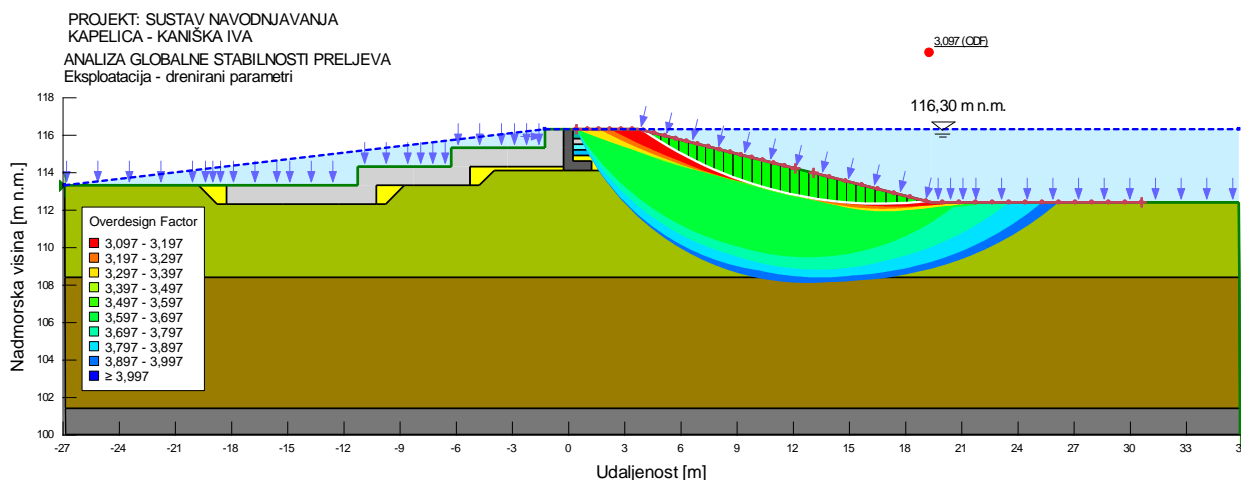 PROJEKT: SUSTAV NAVODNJAVANJA
KAPELICA - KANIŠKA IVA
ANALIZA GLOBALNE STABILNOSTI PRELJEVA
Eksploatacija - drenirani parametri
3,097 (ODF)
116,30 m n.m.
Nadmorska visina [m n.m.]
118
116
114
112
110
108
106
104
102
100
Overdesign Factor
3,097 - 3,197
3,197 - 3,297
3,297 - 3,397
3,397 - 3,497
3,497 - 3,597
3,597 - 3,697
3,697 - 3,797
3,797 - 3,897
3,897 - 3,997
≥ 3,997
-27 -24 -21 -18 -15 -12 -9 -6 -3 0 3 6 9 12 15 18 21 24 27 30 33 3
Udaljenost [m]